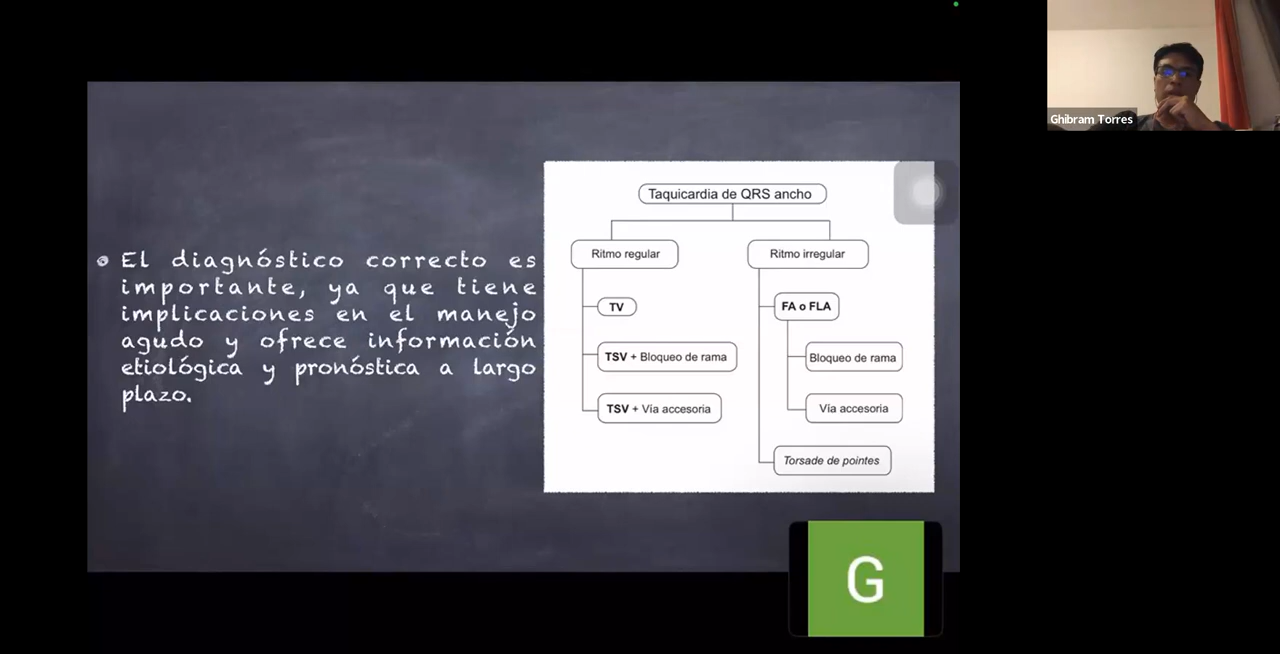 Ghibram Torres
El diagnóstico correcto es
importante, ya que tiene
implicaciones en el manejo
agudo y ofrece información
etiológica y pronóstica a largo
plazo.
Taquicardia de QRS ancho
Ritmo regular
TV
TSV + Bloqueo de rama
TSV + Vía accesoria
Ritmo irregular
FA o FLA
Bloqueo de rama
Vía accesoria
Torsade de pointes
G